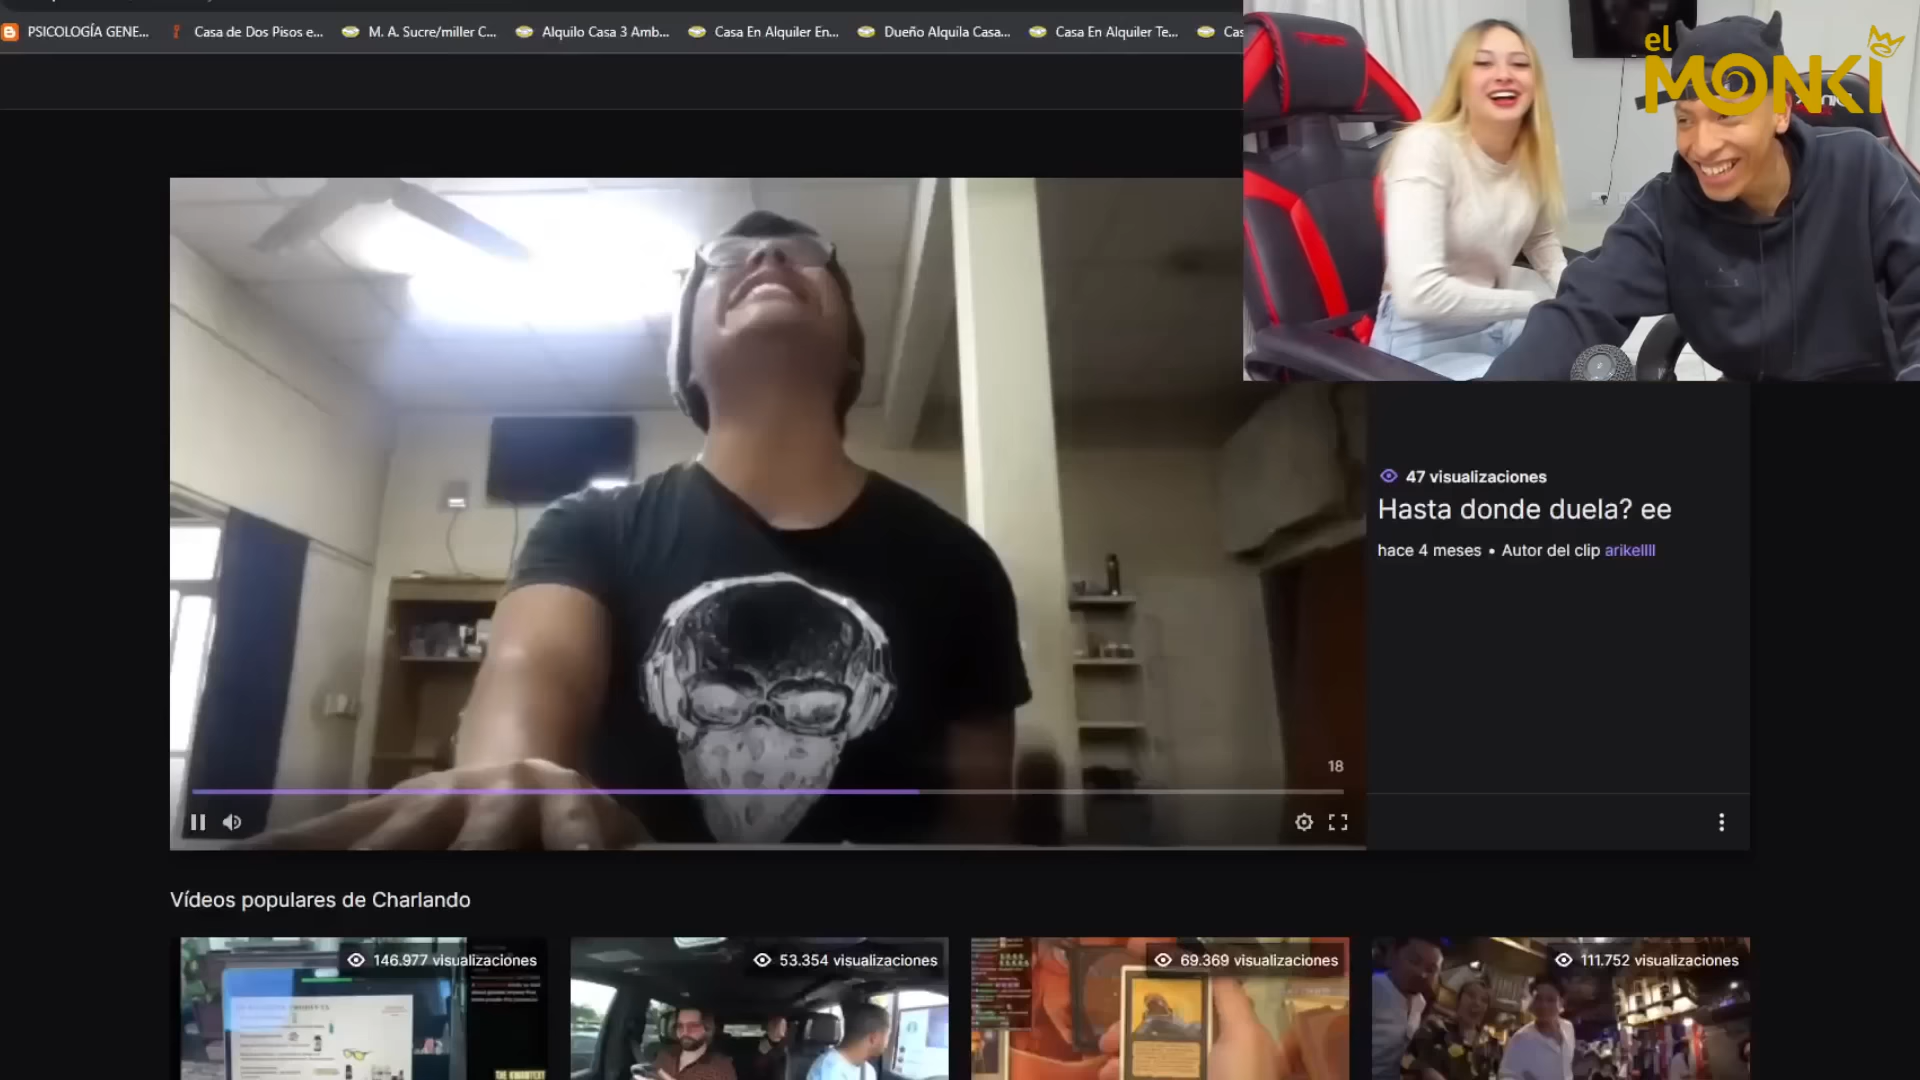 PSICOLOGÍA GENE...
Casa de Dos Pisos e...
M. A. Sucre/miller C...
Alquilo Casa 3 Amb...
Casa En Alquiler En...
Dueño Alquila Casa...
Casa En Alquiler Te...
Cas
el
MONKI
47 visualizaciones
Hasta donde duela? ee
hace 4 meses • Autor del clip arikellll
18
Vídeos populares de Charlando
146.977 visualizaciones
53.354 visualizaciones
69.369 visualizaciones
111.752 visualizaciones